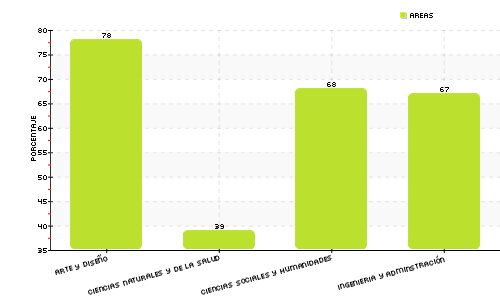 AREAS
80
75
70
65
60
55
50
45
40
35
PORCENTAJE
78
39
68
67
ARTE Y DISEÑO
CIENCIAS NATURALES Y DE LA SALUD
CIENCIAS SOCIALES Y HUMANIDADES
INGENIERIA Y ADMINSTRACIÓN